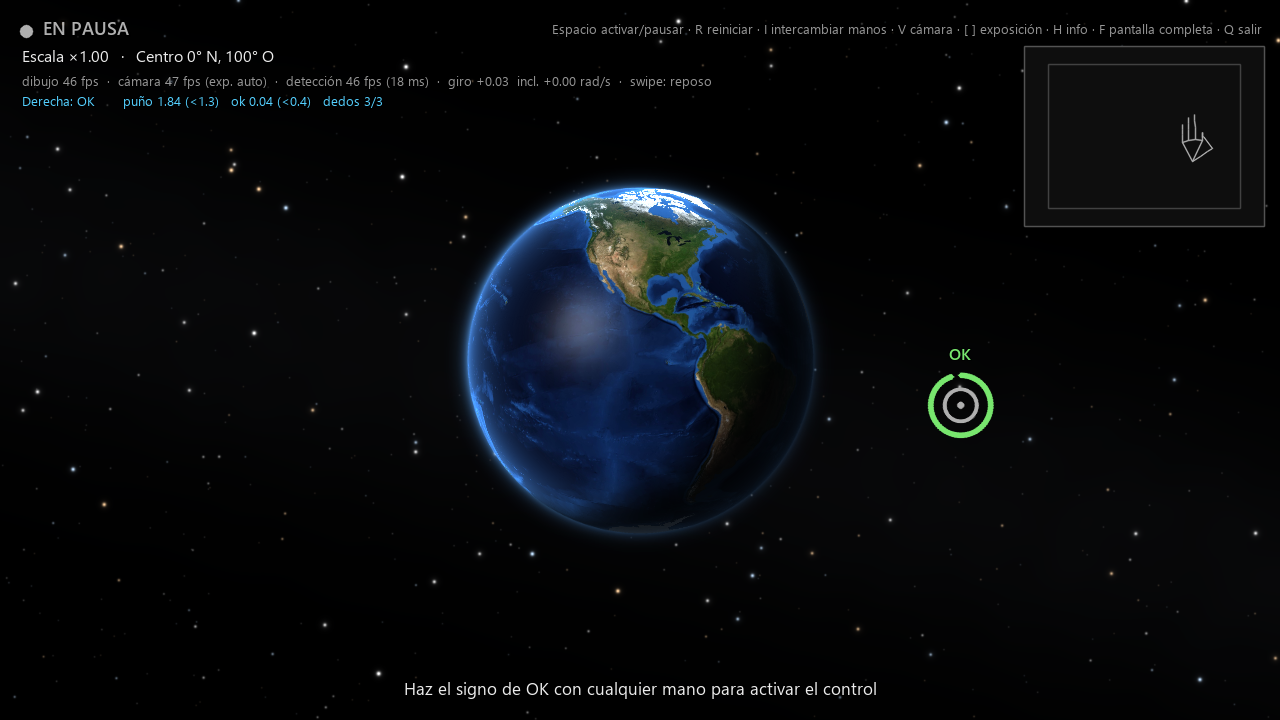 EN PAUSA
Espacio activar/pausar · R reiniciar · I intercambiar manos · V cámara · [ ] exposición · H info · F pantalla completa · Q salir
Escala ×1.00 · Centro 0° N, 100° O
dibujo 46 fps · cámara 47 fps (exp. auto) · detección 46 fps (18 ms) · giro +0.03 incl. +0.00 rad/s · swipe: reposo
Derecha: OK puño 1.84 (<1.3) ok 0.04 (<0.4) dedos 3/3
OK
Haz el signo de OK con cualquier mano para activar el control